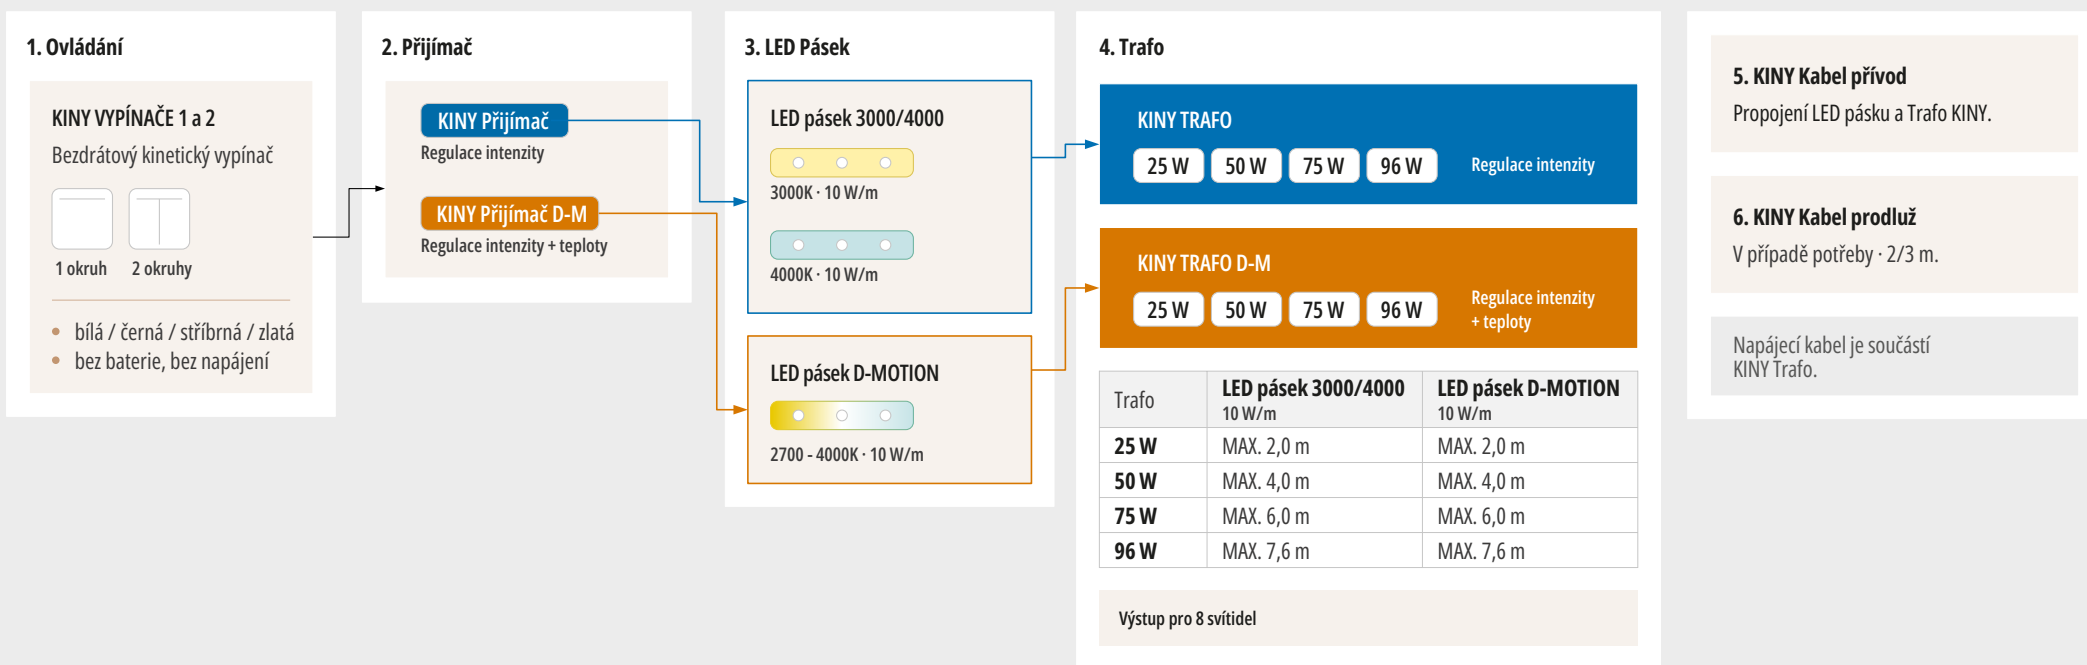 1. Ovládání
KINY VYPÍNAČE 1 a 2
Bezdrátový kinetický vypínač
1 okruh 2 okruhy
• bílá / černá / stříbrná / zlatá
• bez baterie, bez napájení
2. Přijímač
KINY Přijímač
Regulace intenzity
KINY Přijímač D-M
Regulace intenzity + teploty
3. LED Pásek
LED pásek 3000/4000
3000K · 10 W/m
4000K · 10 W/m
LED pásek D-MOTION
2700 - 4000K · 10 W/m
4. Trafo
KINY TRAFO
25 W 50 W 75 W 96 W Regulace intenzity
KINY TRAFO D-M
25 W 50 W 75 W 96 W Regulace intenzity
+ teploty
Trafo LED pásek 3000/4000 LED pásek D-MOTION
10 W/m 10 W/m
25 W MAX. 2,0 m MAX. 2,0 m
50 W MAX. 4,0 m MAX. 4,0 m
75 W MAX. 6,0 m MAX. 6,0 m
96 W MAX. 7,6 m MAX. 7,6 m
Výstup pro 8 svítidel
5. KINY Kabel přívod
Propojení LED pásku a Trafo KINY.
6. KINY Kabel prodluž
V případě potřeby · 2/3 m.
Napájecí kabel je součástí
KINY Trafo.